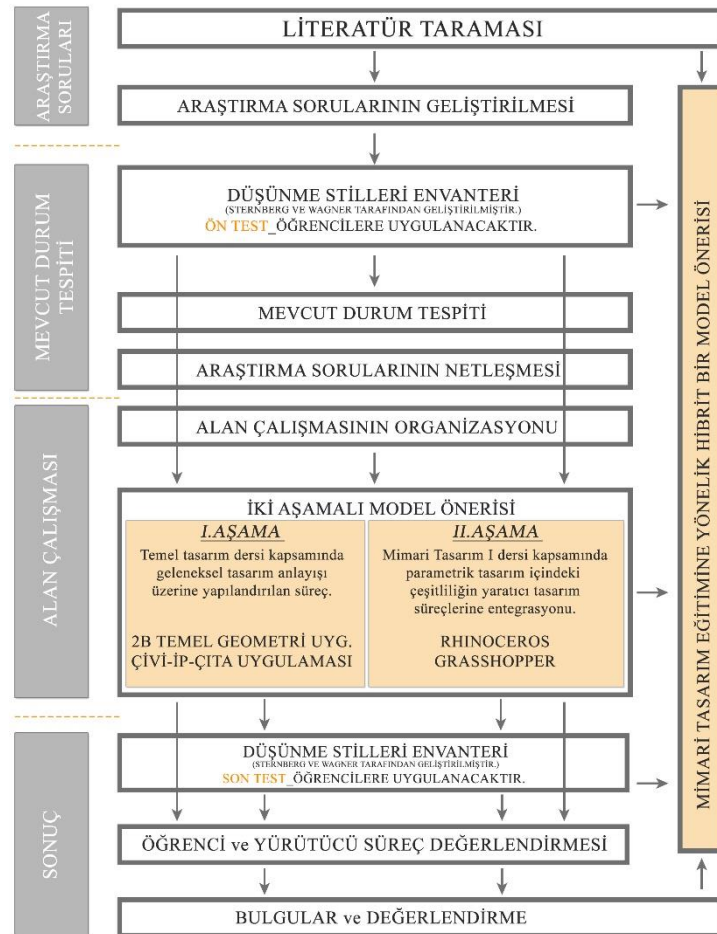 ARAŞTIRMA
SORULARI
LİTERATÜR TARAMASI
ARAŞTIRMA SORULARININ GELİŞTİRİLMESİ
MEVCUT DURUM
TESPİTİ
DÜŞÜNME STİLLERİ ENVANTERİ
(STERNBERG VE WAGNER TARAFINDAN GELİŞTİRİLMİŞTİR.)
ÖN TEST_ÖĞRENCİLERE UYGULANACAKTIR.
MEVCUT DURUM TESPİTİ
ARAŞTIRMA SORULARININ NETLEŞMESİ
ALAN ÇALIŞMASI
ALAN ÇALIŞMASININ ORGANİZASYONU
İKİ AŞAMALI MODEL ÖNERİSİ
I.AŞAMA
Temel tasarım dersi kapsamında
geleneksel tasarım anlayışı
üzerine yapılandırılan süreç.
2B TEMEL GEOMETRİ UYG.
ÇİVİ-İP-ÇITA UYGULAMASI
II.AŞAMA
Mimari Tasarım I dersi kapsamında
parametrik tasarım içindeki
çeşitliliğin yaratıcı tasarım
süreçlerine entegrasyonu.
RHINOCEROS
GRASSHOPPER
SONUÇ
DÜŞÜNME STİLLERİ ENVANTERİ
(STERNBERG VE WAGNER TARAFINDAN GELİŞTİRİLMİŞTİR.)
SON TEST_ÖĞRENCİLERE UYGULANACAKTIR.
ÖĞRENCİ ve YÜRÜTÜCÜ SÜREÇ DEĞERLENDİRMESİ
BULGULAR ve DEĞERLENDİRME
MİMARİ TASARIM EĞİTİMİNE YÖNELİK HİBRİT BİR MODEL ÖNERİSİ